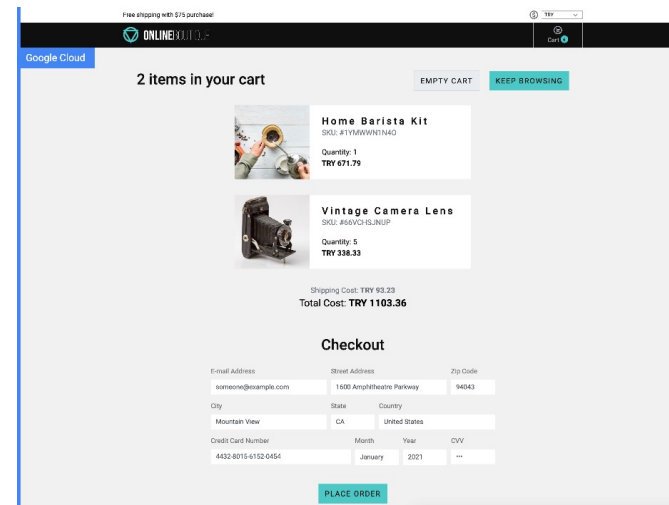 Free shipping with $75 purchase!
TRY
ONLINEBOUTIQUE
Cart
Google Cloud
2 items in your cart
EMPTY CART
KEEP BROWSING
Home Barista Kit
SKU: #1YMWWN1N4O
Quantity: 1
TRY 671.79
Vintage Camera Lens
SKU: #66VCHSJNUP
Quantity: 5
TRY 338.33
Shipping Cost: TRY 93.23
Total Cost: TRY 1103.36
Checkout
E-mail Address
Street Address
Zip Code
someone@example.com
1600 Amphitheatre Parkway
94043
City
State
Country
Mountain View
CA
United States
Credit Card Number
Month
Year
CVV
4432-8015-6152-0454
January
2021
···
PLACE ORDER